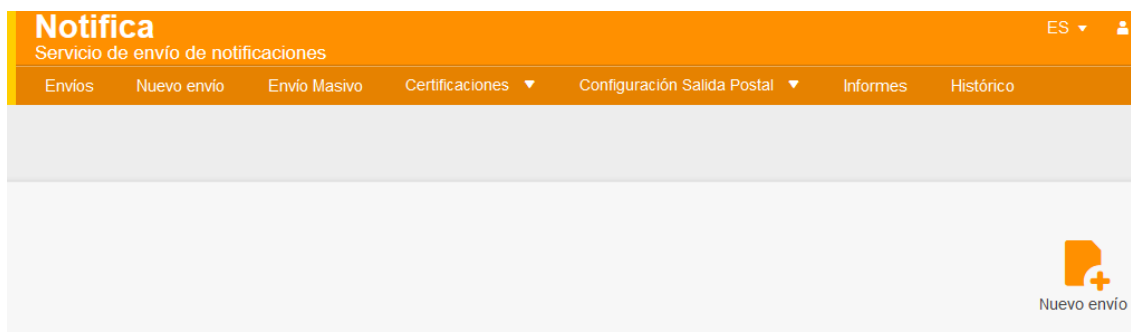 Notifica
ES
Servicio de envío de notificaciones
Envíos Nuevo envío Envío Masivo Certificaciones Configuración Salida Postal Informes Histórico
Nuevo envío